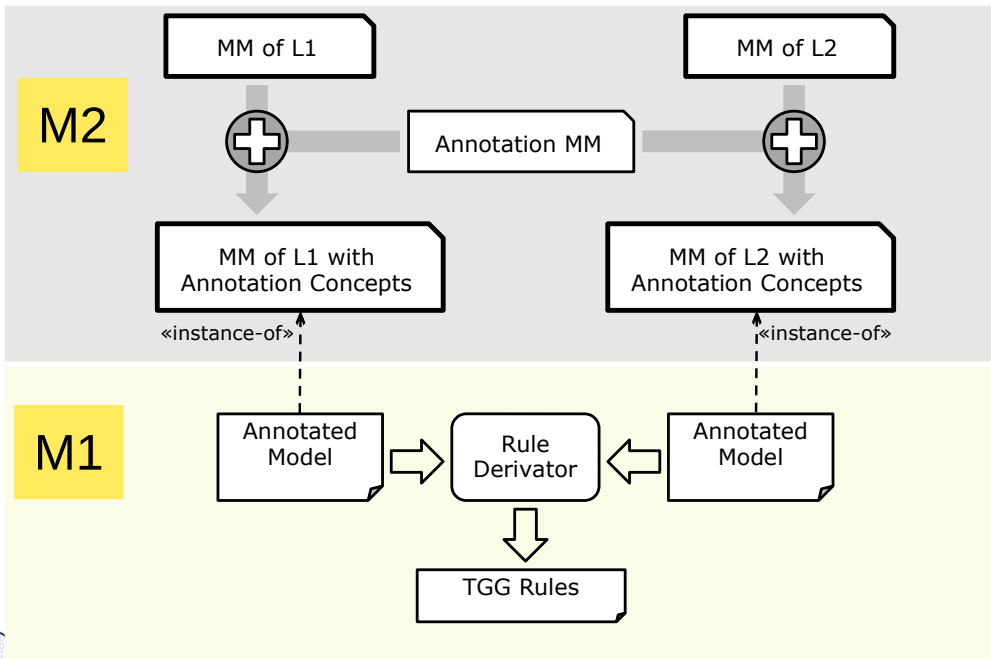 MM of L1
MM of L2
M2
Annotation MM
MM of L1 with
Annotation Concepts
MM of L2 with
Annotation Concepts
«instance-of»
«instance-of»
M1
Annotated
Model
Rule
Derivator
Annotated
Model
TGG Rules